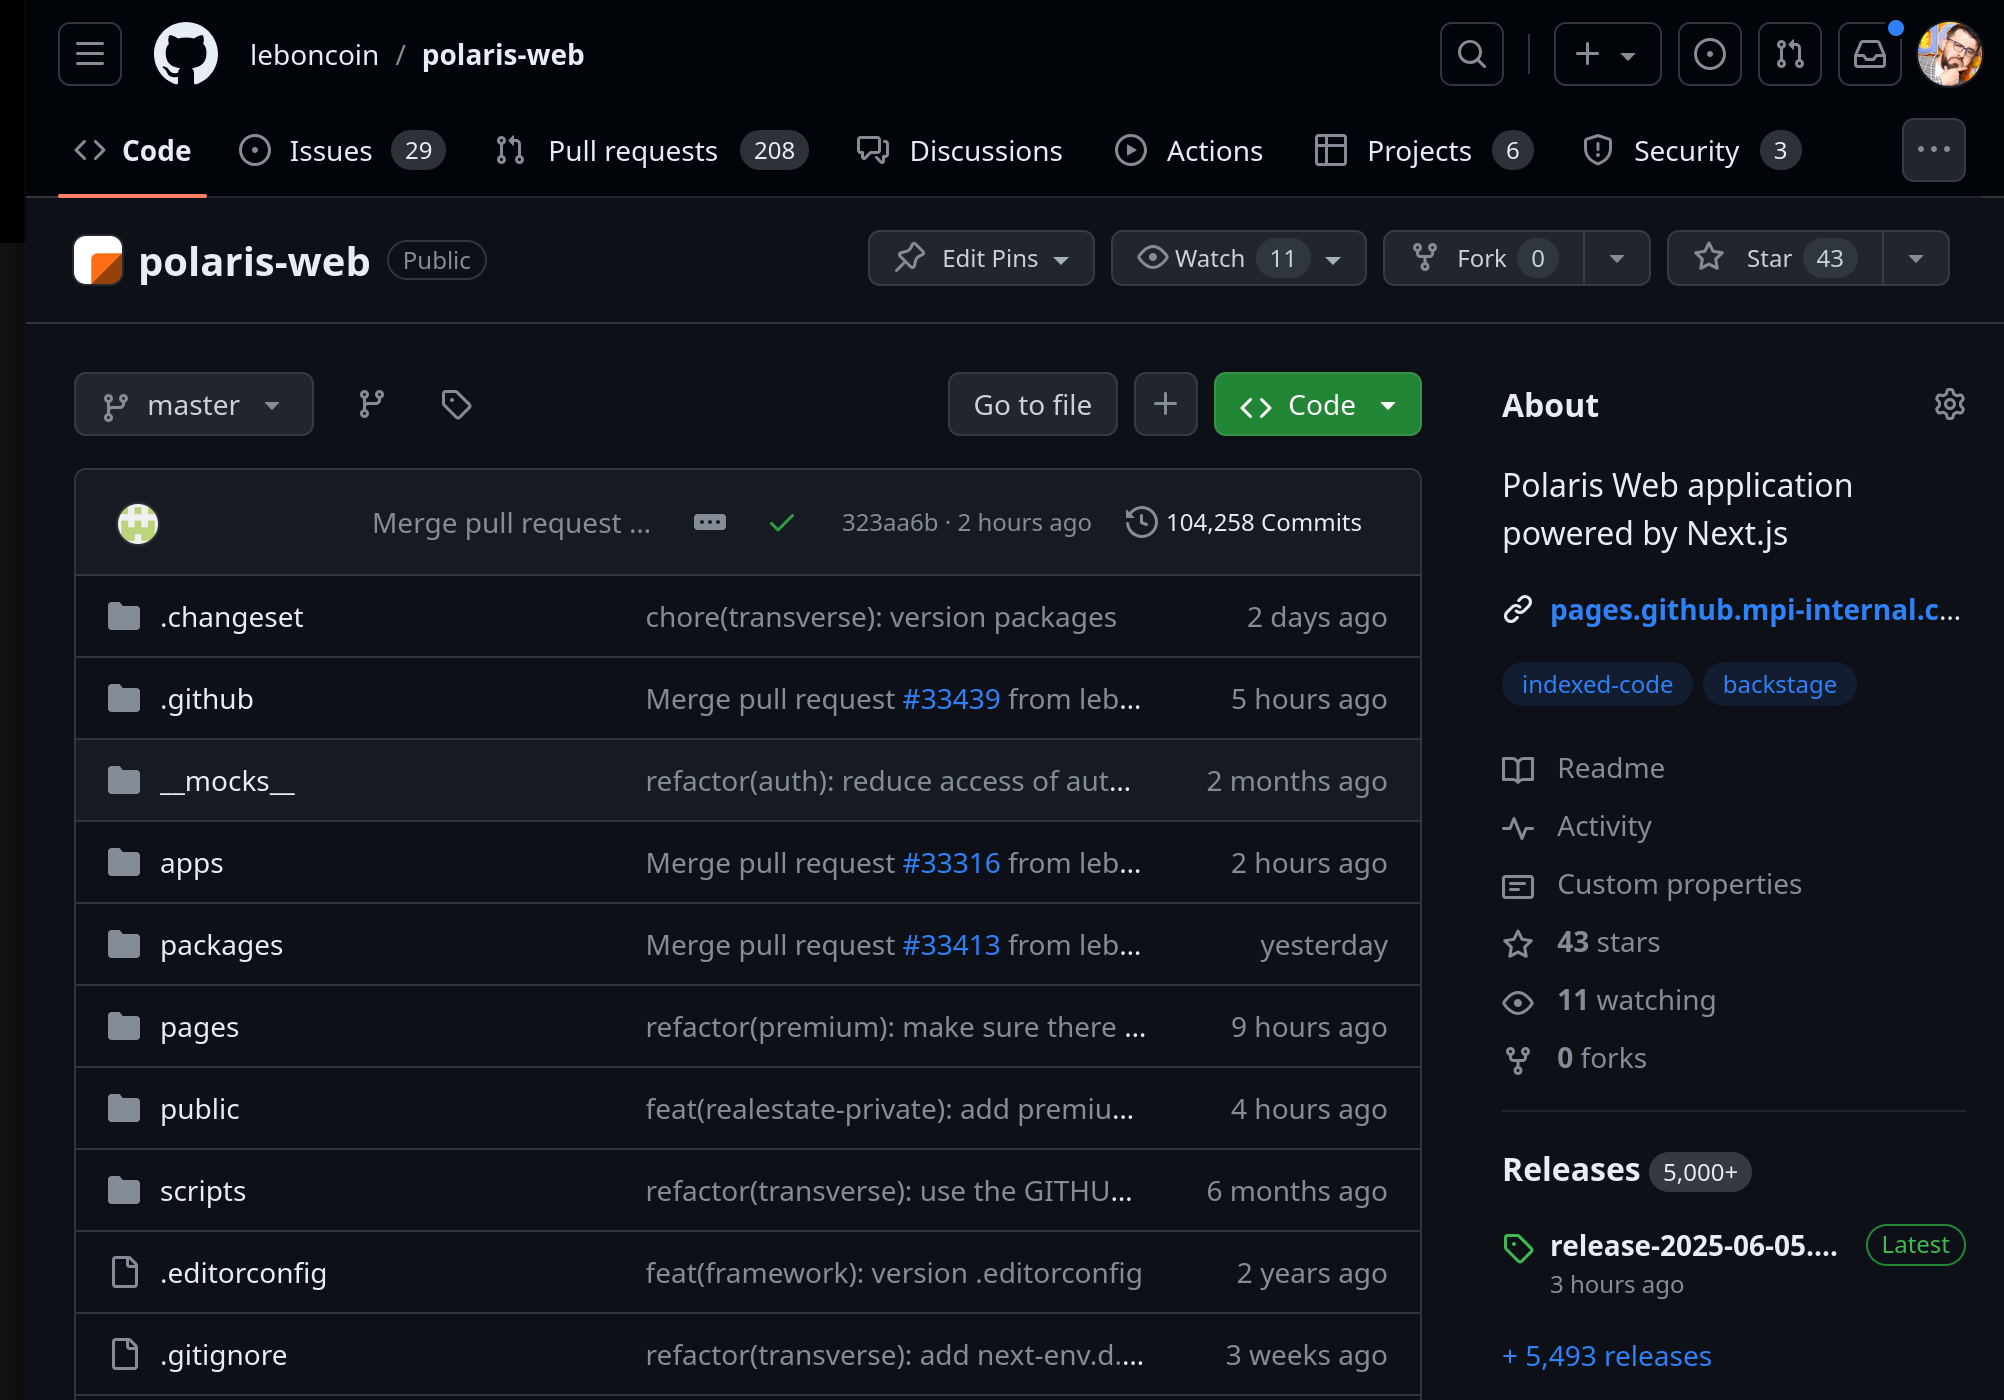 leboncoin / polaris-web
Code Issues 29 Pull requests 208 Discussions Actions Projects 6 Security 3
polaris-web Public Edit Pins Watch 11 Fork 0 Star 43
master Go to file Code
Merge pull request ... 323aa6b · 2 hours ago 104,258 Commits
.changeset chore(transverse): version packages 2 days ago
.github Merge pull request #33439 from leb... 5 hours ago
__mocks__ refactor(auth): reduce access of aut... 2 months ago
apps Merge pull request #33316 from leb... 2 hours ago
packages Merge pull request #33413 from leb... yesterday
pages refactor(premium): make sure there ... 9 hours ago
public feat(realestate-private): add premiu... 4 hours ago
scripts refactor(transverse): use the GITHU... 6 months ago
.editorconfig feat(framework): version .editorconfig 2 years ago
.gitignore refactor(transverse): add next-env.d.... 3 weeks ago
About
Polaris Web application
powered by Next.js
pages.github.mpi-internal.c...
indexed-code backstage
Readme
Activity
Custom properties
43 stars
11 watching
0 forks
Releases 5,000+
release-2025-06-05.... Latest
3 hours ago
+ 5,493 releases